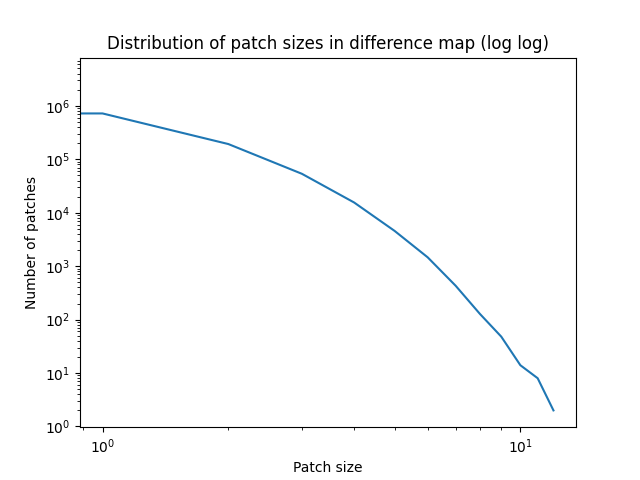 Distribution of patch sizes in difference map (log log)
Number of patches
10⁶
10⁵
10⁴
10³
10²
10¹
10⁰
10⁰ 10¹
Patch size